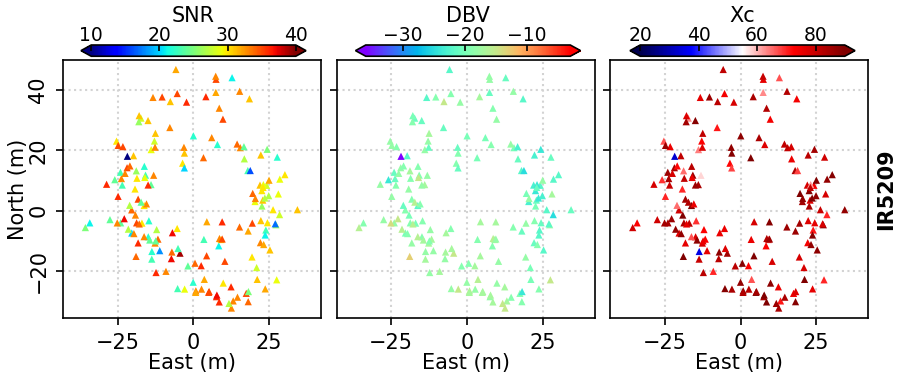 SNR DBV Xc
10 20 30 40 −30 −20 −10 20 40 60 80
40
20
0
−20
North (m)
IR5209
−25 0 25 −25 0 25 −25 0 25
East (m) East (m) East (m)